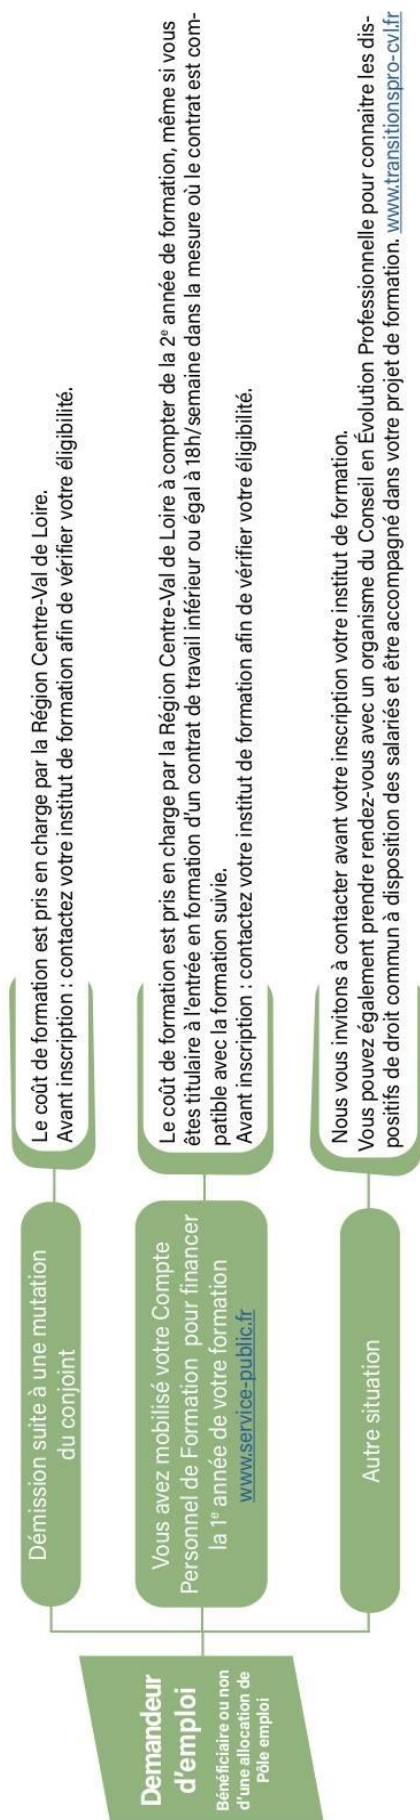 Demandeur
d'emploi
Bénéficiaire ou non
d'une allocation de
Pôle emploi
Démission suite à une mutation
du conjoint
Le coût de formation est pris en charge par la Région Centre-Val de Loire.
Avant inscription : contactez votre institut de formation afin de vérifier votre éligibilité.
Vous avez mobilisé votre Compte
Personnel de Formation pour financer
la 1e année de votre formation
www.service-public.fr
Le coût de formation est pris en charge par la Région Centre-Val de Loire à compter de la 2e année de formation, même si vous
êtes titulaire à l'entrée en formation d'un contrat de travail inférieur ou égal à 18h/semaine dans la mesure où le contrat est com-
patible avec la formation suivie.
Avant inscription : contactez votre institut de formation afin de vérifier votre éligibilité.
Autre situation
Nous vous invitons à contacter avant votre inscription votre institut de formation.
Vous pouvez également prendre rendez-vous avec un organisme du Conseil en Évolution Professionnelle pour connaitre les dis-
positifs de droit commun à disposition des salariés et être accompagné dans votre projet de formation. www.transitionspro-cvl.fr